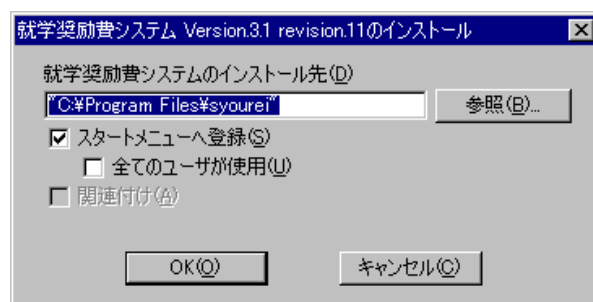 就学奨励費システム Version.3.1 revision.11のインストール
就学奨励費システムのインストール先(D)
"C:¥Program Files¥syourei"
参照(B)...
スタートメニューへ登録(S)
全てのユーザが使用(U)
関連付け(A)
OK(O)
キャンセル(C)